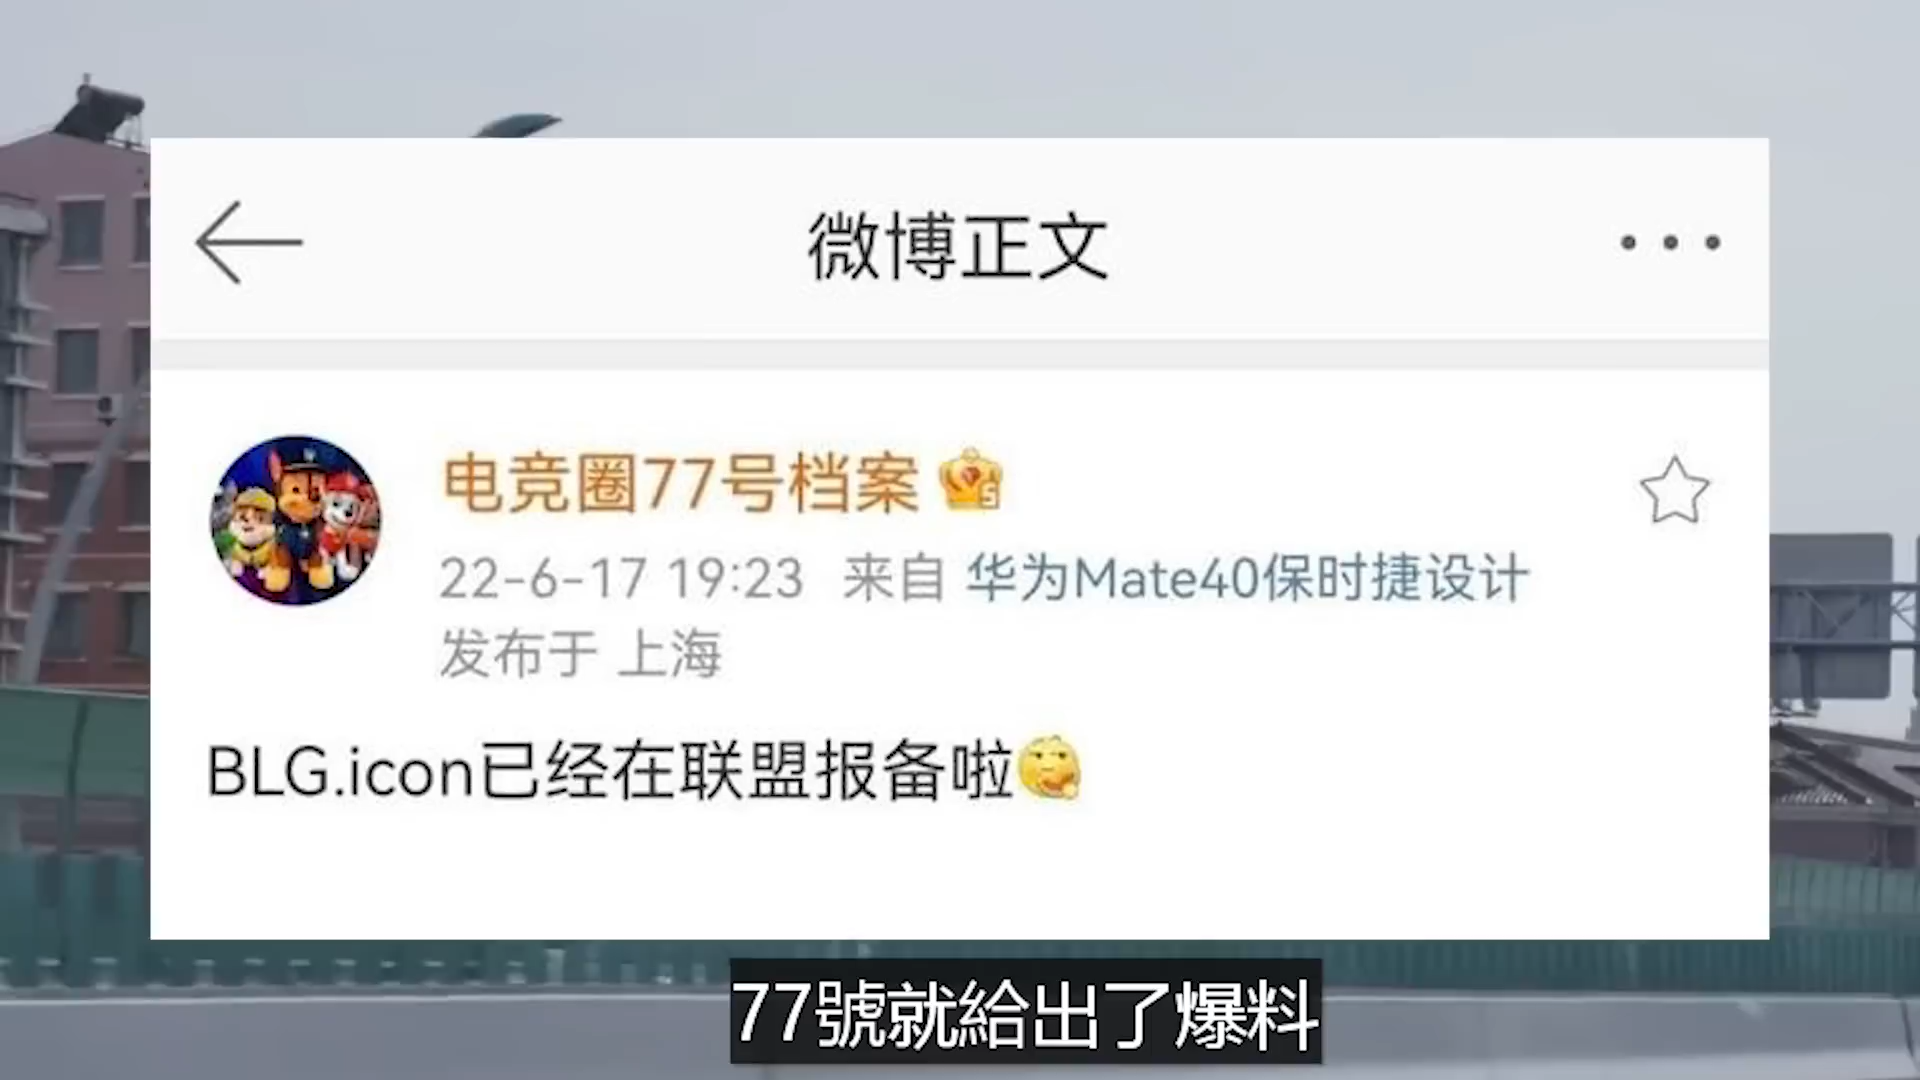 微博正文
电竞圈77号档案
22-6-17 19:23 来自 华为Mate40保时捷设计
发布于 上海
BLG.icon已经在联盟报备啦
77號就給出了爆料